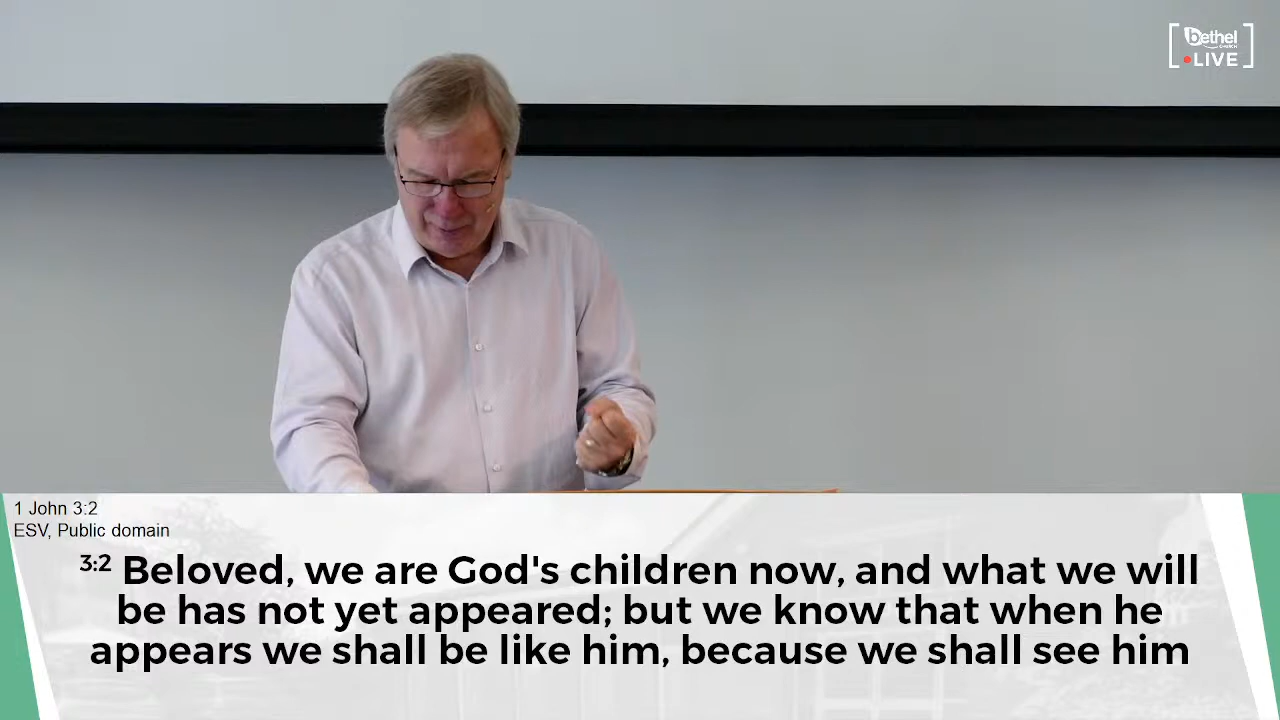 bethel
CHURCH
LIVE
1 John 3:2
ESV, Public domain
3:2 Beloved, we are God's children now, and what we will
be has not yet appeared; but we know that when he
appears we shall be like him, because we shall see him